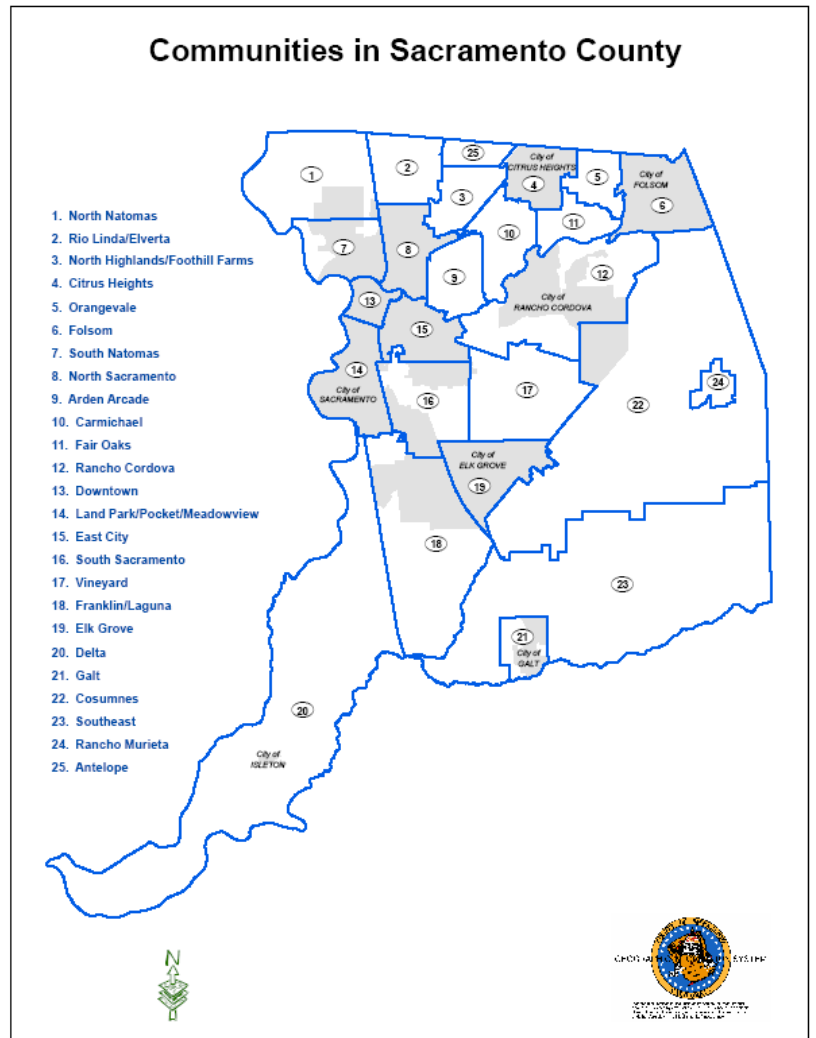 Communities in Sacramento County
1. North Natomas
2. Rio Linda/Elverta
3. North Highlands/Foothill Farms
4. Citrus Heights
5. Orangevale
6. Folsom
7. South Natomas
8. North Sacramento
9. Arden Arcade
10. Carmichael
11. Fair Oaks
12. Rancho Cordova
13. Downtown
14. Land Park/Pocket/Meadowview
15. East City
16. South Sacramento
17. Vineyard
18. Franklin/Laguna
19. Elk Grove
20. Delta
21. Galt
22. Cosumnes
23. Southeast
24. Rancho Murieta
25. Antelope
1
2
25
City of
CITRUS HEIGHTS
4
5
City of
FOLSOM
6
3
7
8
10
11
9
12
City of
RANCHO CORDOVA
13
15
14
City of
SACRAMENTO
16
17
22
24
City of
ELK GROVE
19
18
23
21
City of
GALT
20
City of
ISLETON
N